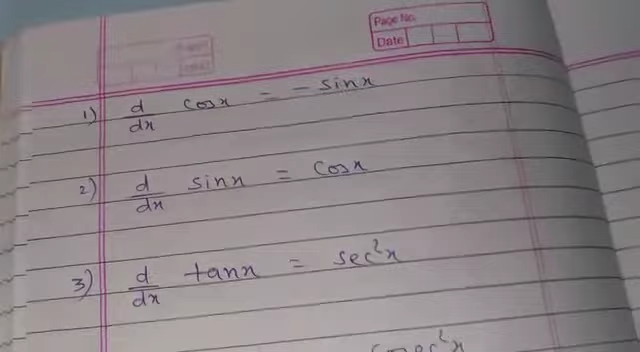 Page No.
Date
1) d/dx cosx = - sinx
2) d/dx sinx = cosx
3) d/dx tanx = sec²x